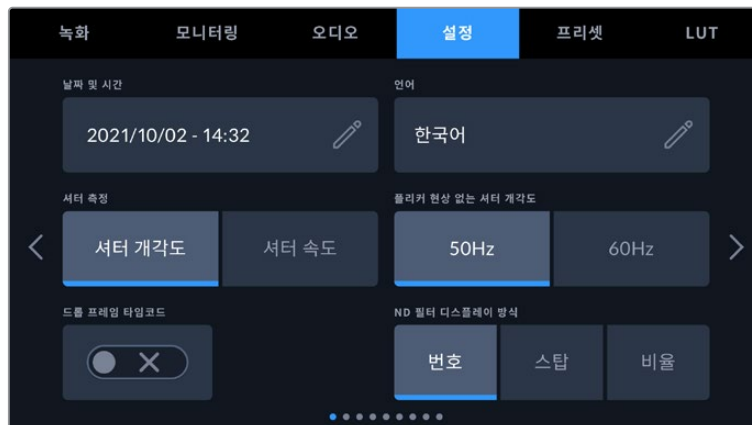 녹화 모니터링 오디오 설정 프리셋 LUT
날짜 및 시간 언어
2021/10/02 - 14:32 한국어
셔터 측정 플리커 현상 없는 셔터 개각도
셔터 개각도 셔터 속도 50Hz 60Hz
드롭 프레임 타임코드 ND 필터 디스플레이 방식
번호 스탑 비율